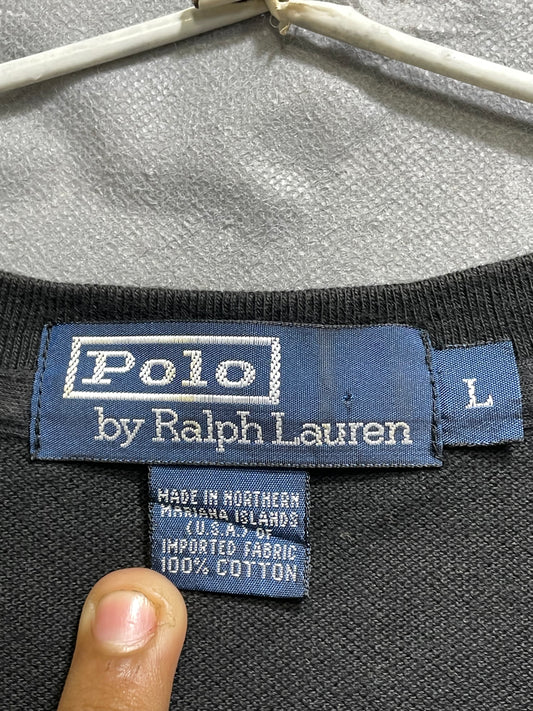 Polo
by Ralph Lauren
L
MADE IN NORTHERN
MARIANA ISLANDS
(U.S.A.) OF
IMPORTED FABRIC
100% COTTON